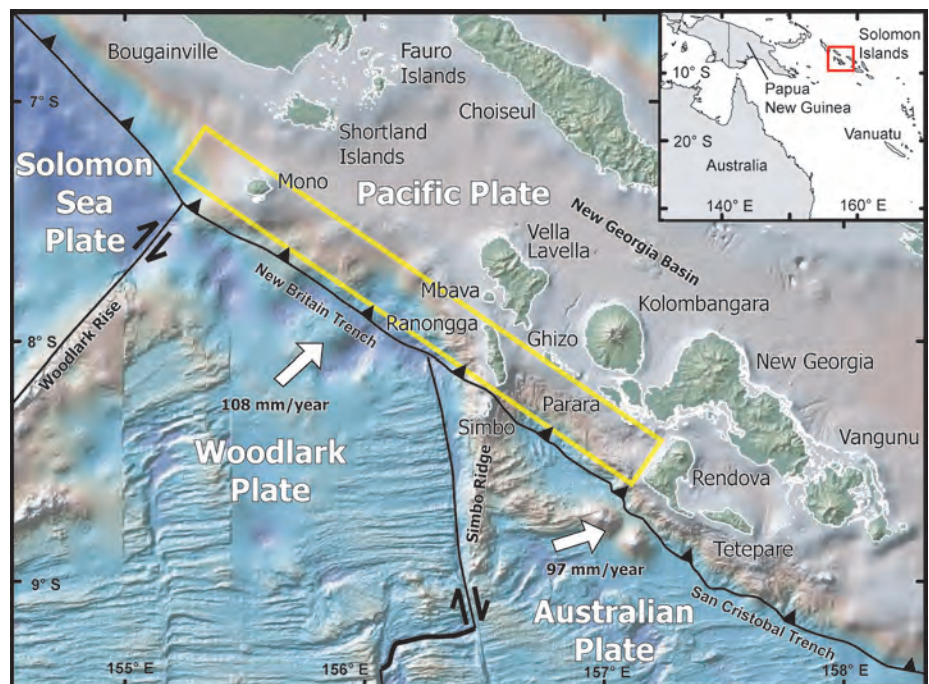 Bougainville
Fauro
Islands
Choiseul
Shortland
Islands
Mono
7° S
Solomon
Sea
Plate
Pacific Plate
New Georgia Basin
Vella
Lavella
Mbava
Kolombangara
New Britain Trench
Ranongga
Ghizo
New Georgia
8° S
Woodlark Rise
108 mm/year
Parara
Simbo
Vangunu
Woodlark
Plate
Rendova
Simbo Ridge
Tetepare
97 mm/year
9° S
Australian
Plate
San Cristobal Trench
155° E
156° E
157° E
158° E
Solomon
Islands
10° S
Papua
New Guinea
20° S
Vanuatu
Australia
140° E
160° E